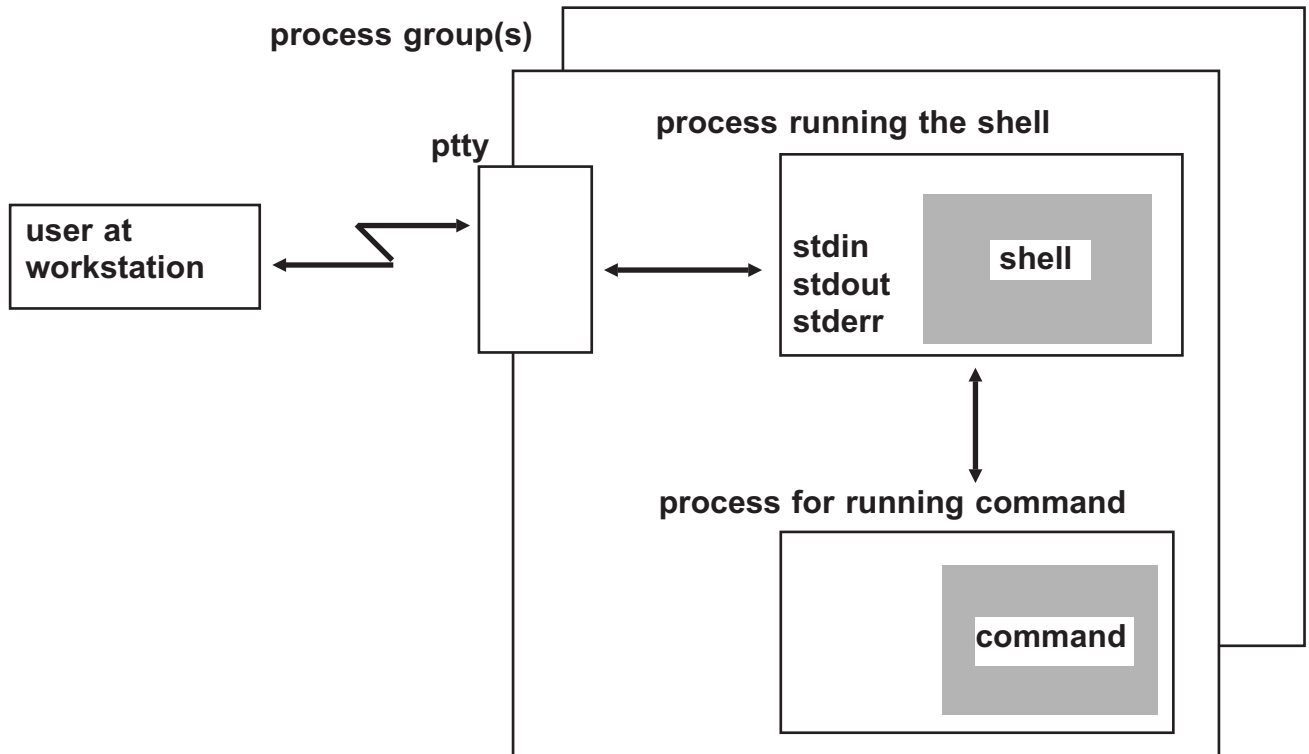 process group(s)
process running the shell
ptty
user at
workstation
stdin
stdout
stderr
shell
process for running command
command